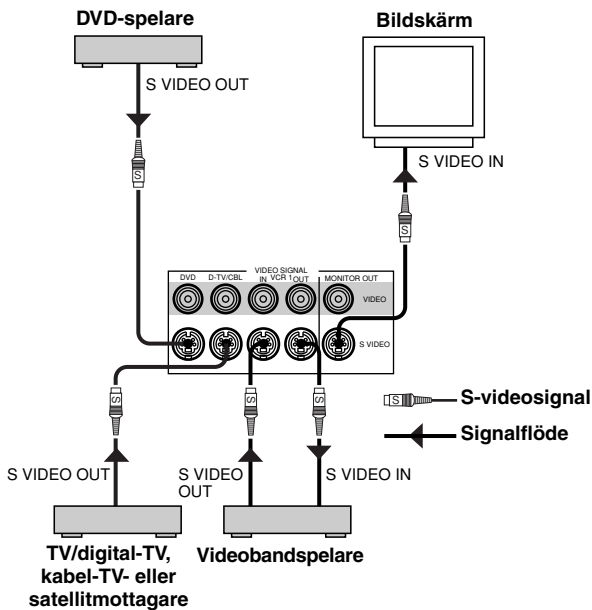 DVD-spelare
Bildskärm
S VIDEO OUT
S VIDEO IN
S
S
VIDEO SIGNAL
DVD D-TV/CBL IN VCR 1 OUT MONITOR OUT
VIDEO
S VIDEO
S
S
S
S S-videosignal
Signalflöde
S VIDEO OUT
S VIDEO
OUT
S VIDEO IN
TV/digital-TV,
kabel-TV- eller
satellitmottagare
Videobandspelare